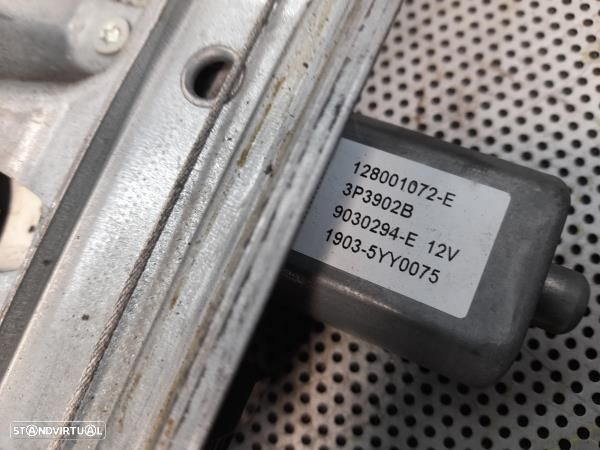 128001072-E
3P3902B
9030294-E 12V
1903-5YY0075
STANDVIRTUAL